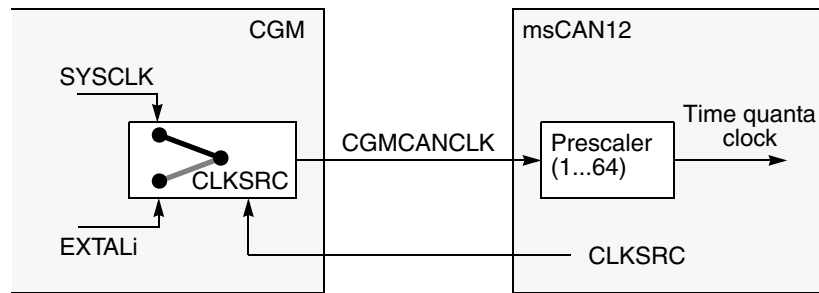 CGM
msCAN12
SYSCLK
CLKSRC
EXTALi
CGMCANCLK
Prescaler
(1...64)
Time quanta
clock
CLKSRC